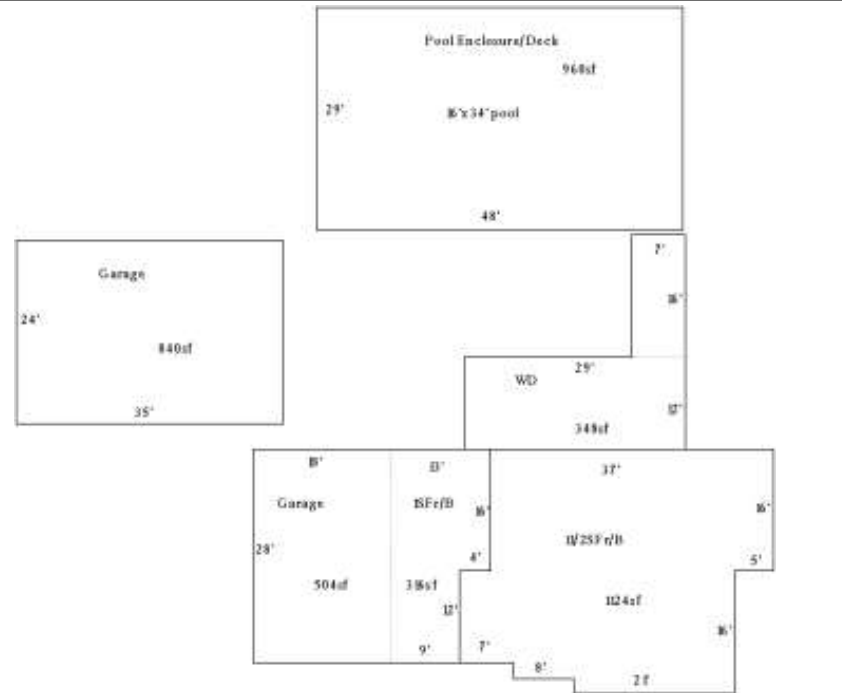 Pool Enclosure/Deck
960sf
29'
16'x34' pool
48'
7'
Garage
16'
24'
840sf
29'
WD
12'
35'
348sf
18'
13'
37'
Garage
1SFr/B
16'
16'
11/2SFr/B
28'
4'
5'
504sf
316sf
1124sf
12'
16'
9'
7'
8'
21'